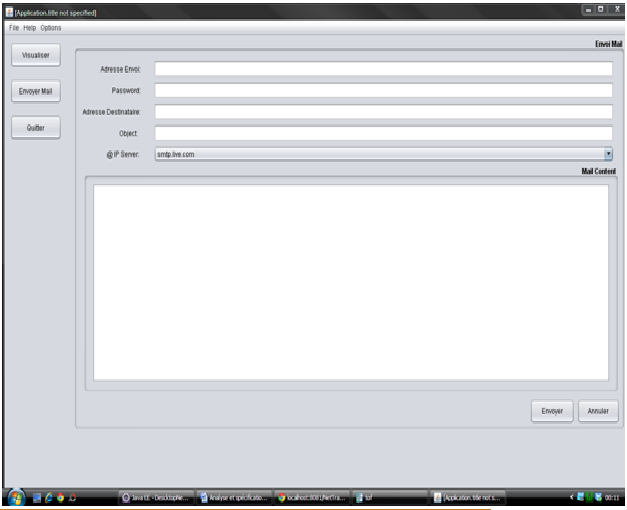 [Application.title not specified]
File Help Options
Envoi Mail
Visualiser
Envoyer Mail
Quitter
Adresse Envoi:
Password:
Adresse Destinataire:
Object:
@ IP Server:
smtp.live.com
Mail Content
Envoyer
Annuler
Java EE - Desktop/Ne...
Analyse et spécificatio...
localhost:8081/NetTra...
tof
[Application.title not s...
00:11